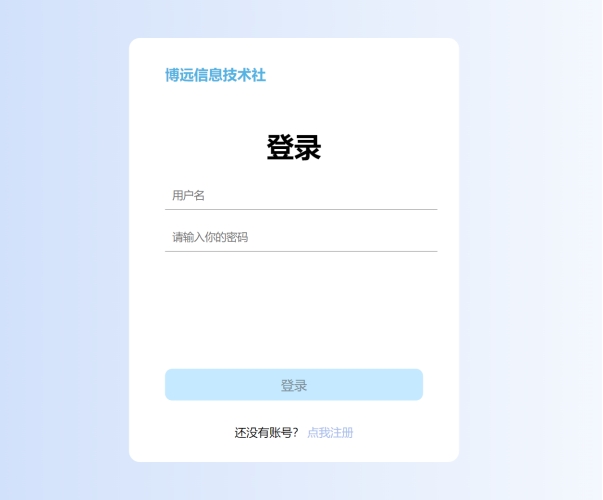 博远信息技术社
登录
用户名
请输入你的密码
登录
还没有账号？ 点我注册